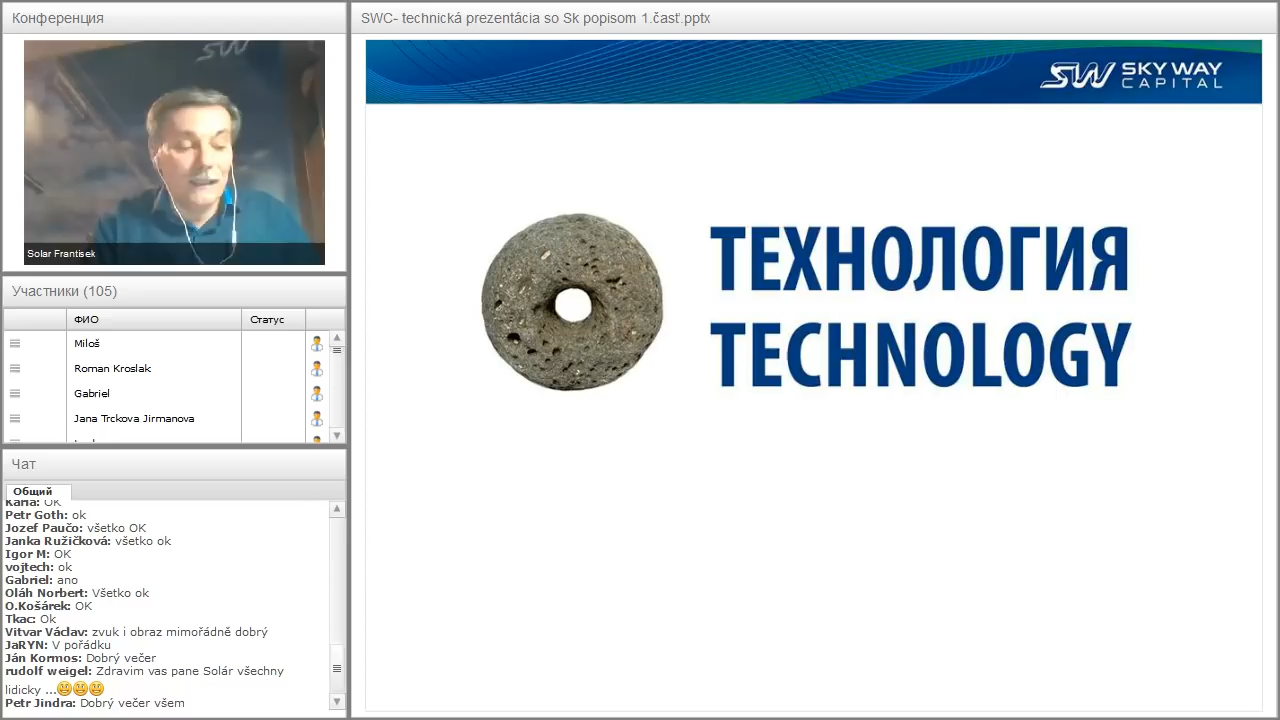 Конференция
SW
Solar Frantisek
Участники (105)
ФИО
Статус
Miloš
Roman Kroslak
Gabriel
Jana Trckova Jirmanova
Чат
Общий
Karla: OK
Petr Goth: ok
Jozef Paučo: všetko OK
Janka Ružičková: všetko ok
Igor M: OK
vojtech: ok
Gabriel: ano
Oláh Norbert: Všetko ok
O.Košárek: OK
Tkac: Ok
Vitvar Václav: zvuk i obraz mimořádně dobrý
JaRYN: V pořádku
Ján Kormos: Dobrý večer
rudolf weigel: Zdravim vas pane Solár všechny
lidicky ...
Petr Jindra: Dobrý večer všem
SWC- technická prezentácia so Sk popisom 1.časť.pptx
SW SKY WAY
CAPITAL
ТЕХНОЛОГИЯ
TECHNOLOGY